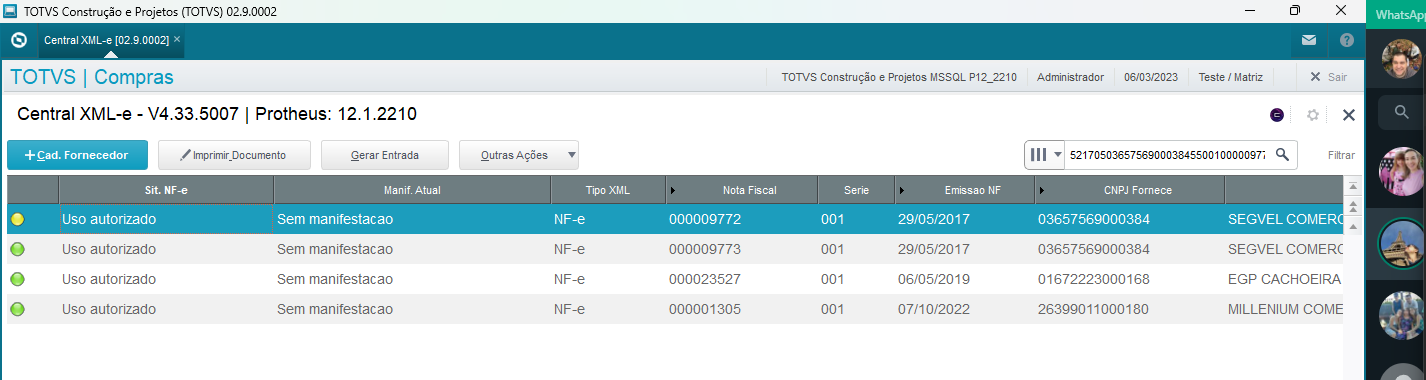 TOTVS Construção e Projetos (TOTVS) 02.9.0002
WhatsApp
Central XML-e [02.9.0002]
TOTVS | Compras
TOTVS Construção e Projetos MSSQL P12_2210 Administrador 06/03/2023 Teste / Matriz Sair
Central XML-e - V4.33.5007 | Protheus: 12.1.2210
+Cad. Fornecedor Imprimir Documento Gerar Entrada Outras Ações Filtrar
Sit. NF-e Manif. Atual Tipo XML Nota Fiscal Serie Emissao NF CNPJ Fornece
Uso autorizado Sem manifestacao NF-e 000009772 001 29/05/2017 03657569000384 SEGVEL COMERC
Uso autorizado Sem manifestacao NF-e 000009773 001 29/05/2017 03657569000384 SEGVEL COMERC
Uso autorizado Sem manifestacao NF-e 000023527 001 06/05/2019 01672223000168 EGP CACHOEIRA
Uso autorizado Sem manifestacao NF-e 000001305 001 07/10/2022 26399011000180 MILLENIUM COME